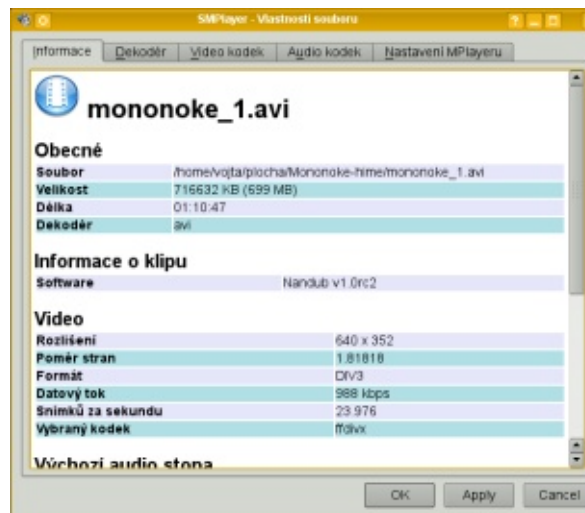 SMPlayer - Vlastnosti souboru
Informace Dekodér Video kodek Audio kodek Nastavení MPlayeru
mononoke_1.avi
Obecné
Soubor /home/vojta/plocha/Mononoke-hime/mononoke_1.avi
Velikost 716632 KB (699 MB)
Délka 01:10:47
Dekodér avi
Informace o klipu
Software Nandub v1.0rc2
Video
Rozlišení 640 x 352
Poměr stran 1.81818
Formát DIV3
Datový tok 988 kbps
Snímků za sekundu 23.976
Vybraný kodek ffdivx
Výchozí audio stopa
OK Apply Cancel